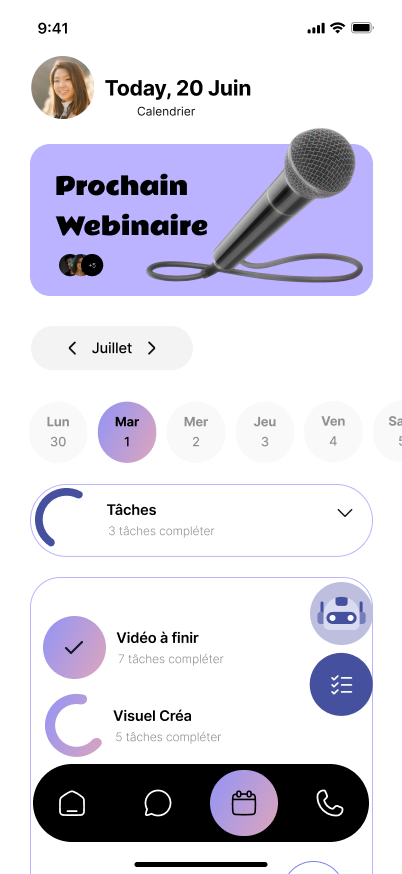 9:41
Today, 20 Juin
Calendrier
Prochain
Webinaire
+5
Juillet
Lun Mar Mer Jeu Ven Sa
30 1 2 3 4 5
Tâches
3 tâches compléter
Vidéo à finir
7 tâches compléter
Visuel Créa
5 tâches compléter